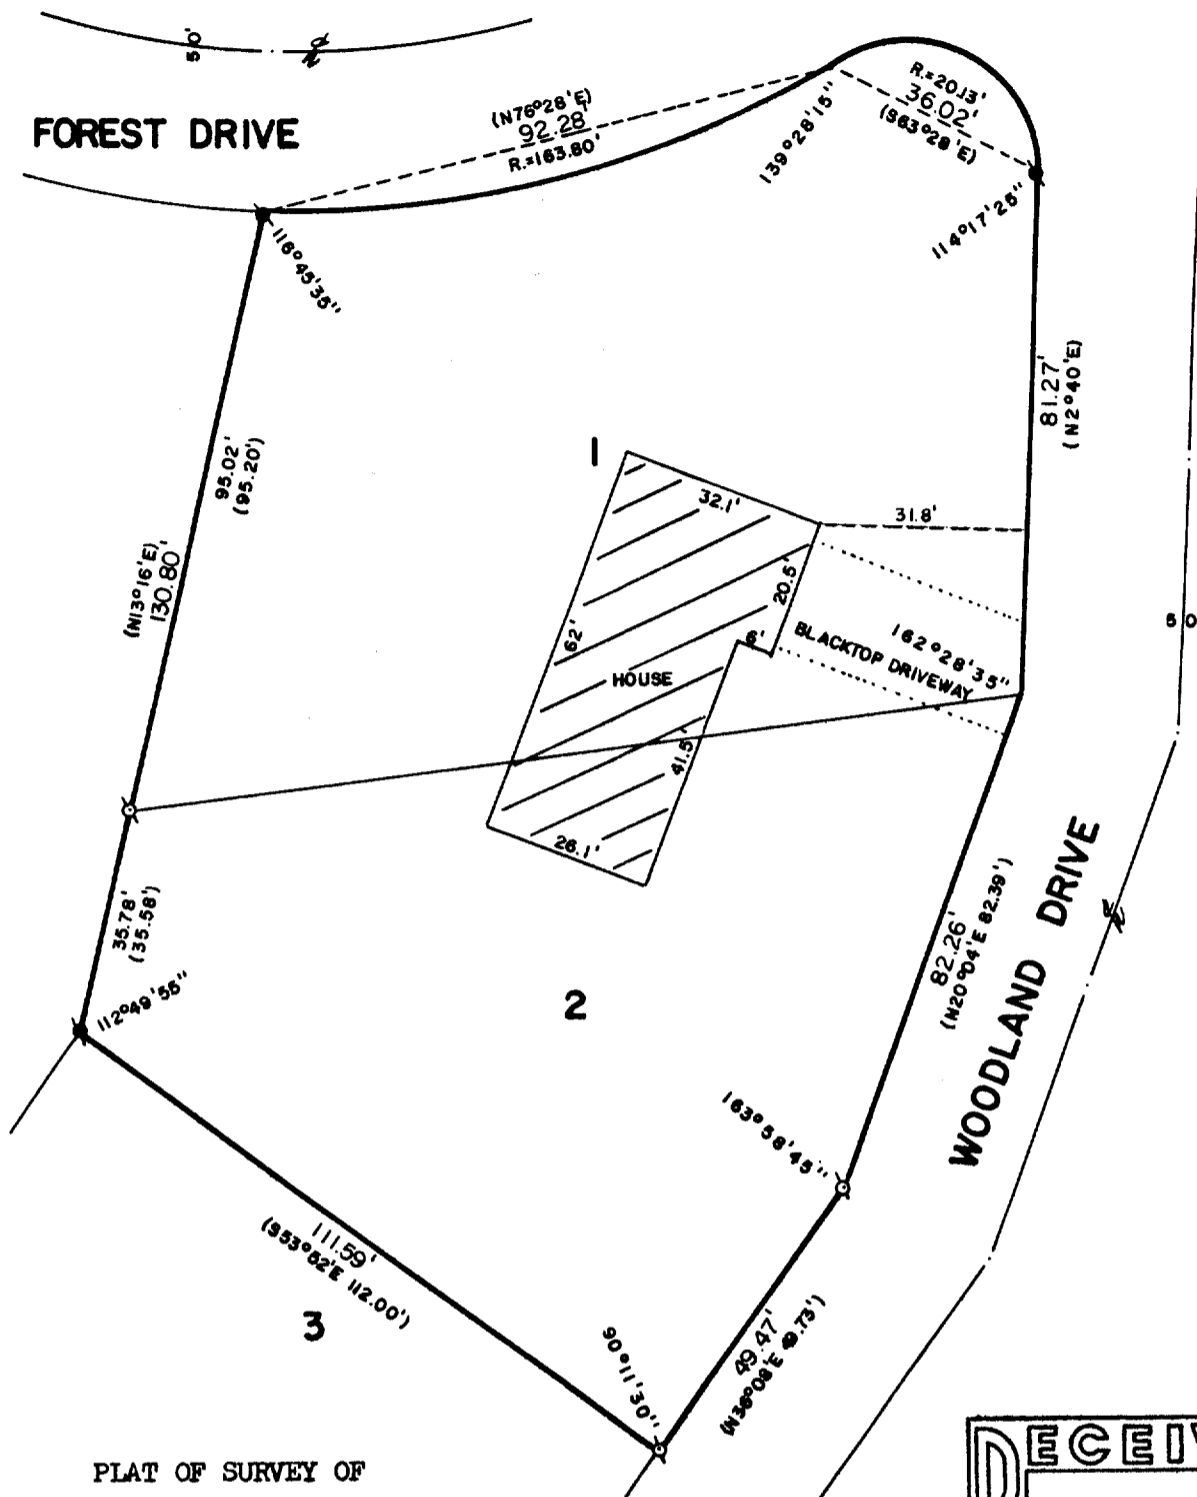 50'
FOREST DRIVE
(N76°28'E)
92.28'
R.=163.80'
R.=20.13'
36.02'
(S63°28'E)
139°28'15"
114°17'25"
116°45'35"
81.27'
(N2°40'E)
95.02'
(95.20')
(N13°16'E)
130.80'
1
32.1'
31.8'
20.5'
62'
6'
HOUSE
BLACKTOP DRIVEWAY
162°28'35"
50
41.5'
26.1'
35.78'
(35.58')
112°49'55"
2
82.26'
(N20°04'E 82.39')
WOODLAND DRIVE
163°58'45"
111.59'
(S53°52'E 112.00')
3
90°11'30"
49.47'
(N36°08'E 49.73')
PLAT OF SURVEY OF